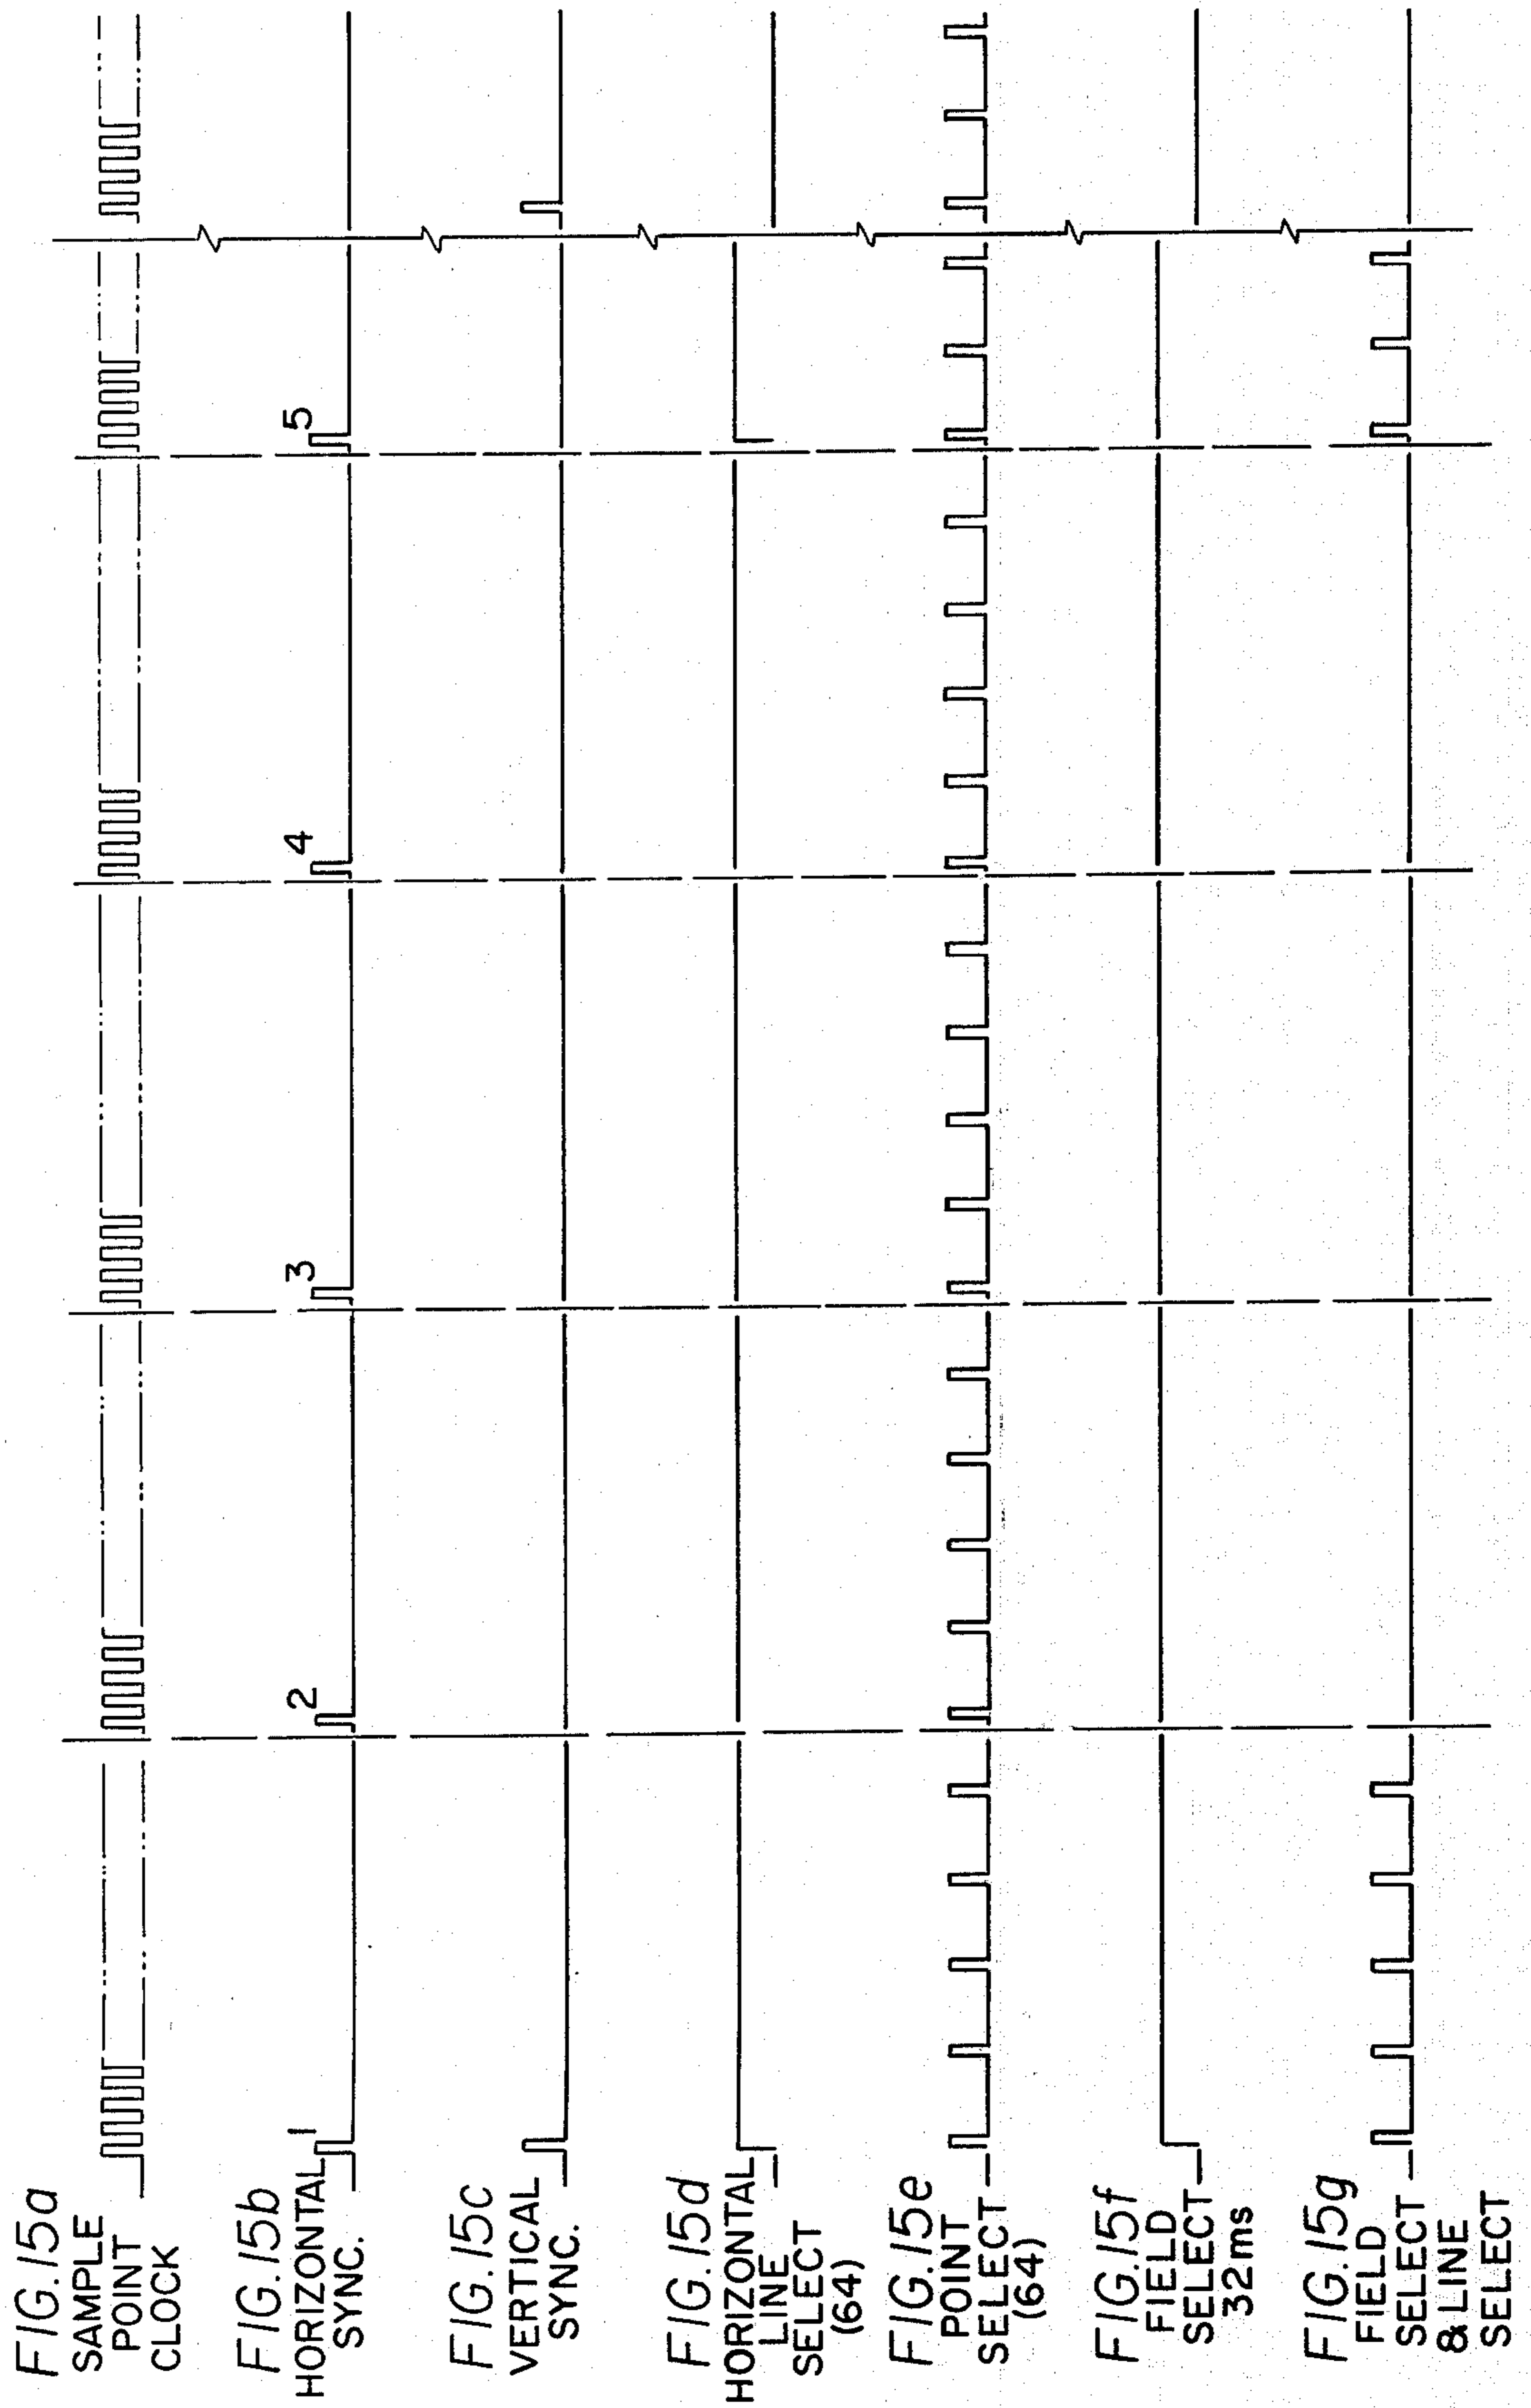 FIG. 15a
SAMPLE
POINT
CLOCK
FIG. 15b
HORIZONTAL
SYNC.
1
2
3
4
5
FIG. 15c
VERTICAL
SYNC.
FIG. 15d
HORIZONTAL
LINE
SELECT
(64)
FIG. 15e
POINT
SELECT
(64)
FIG. 15f
FIELD
SELECT
32ms
FIG. 15g
FIELD
SELECT
& LINE
SELECT